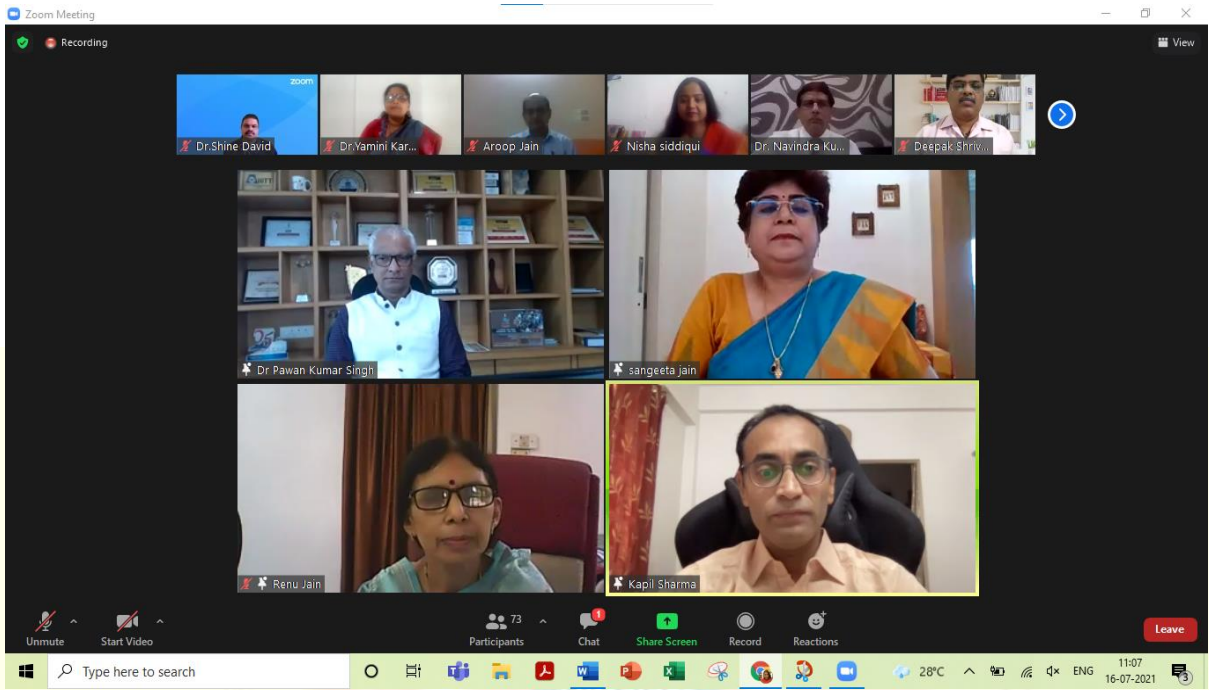 Zoom Meeting
Recording
View
zoom
Dr.Shine David
Dr.Yamini Kar...
Aroop Jain
Nisha siddiqui
Dr. Navindra Ku...
Deepak Shriv...
Dr Pawan Kumar Singh
sangeeta jain
Renu Jain
Kapil Sharma
Unmute
Start Video
73
Participants
1
Chat
Share Screen
Record
Reactions
Leave
Type here to search
28°C
ENG
11:07
16-07-2021
3